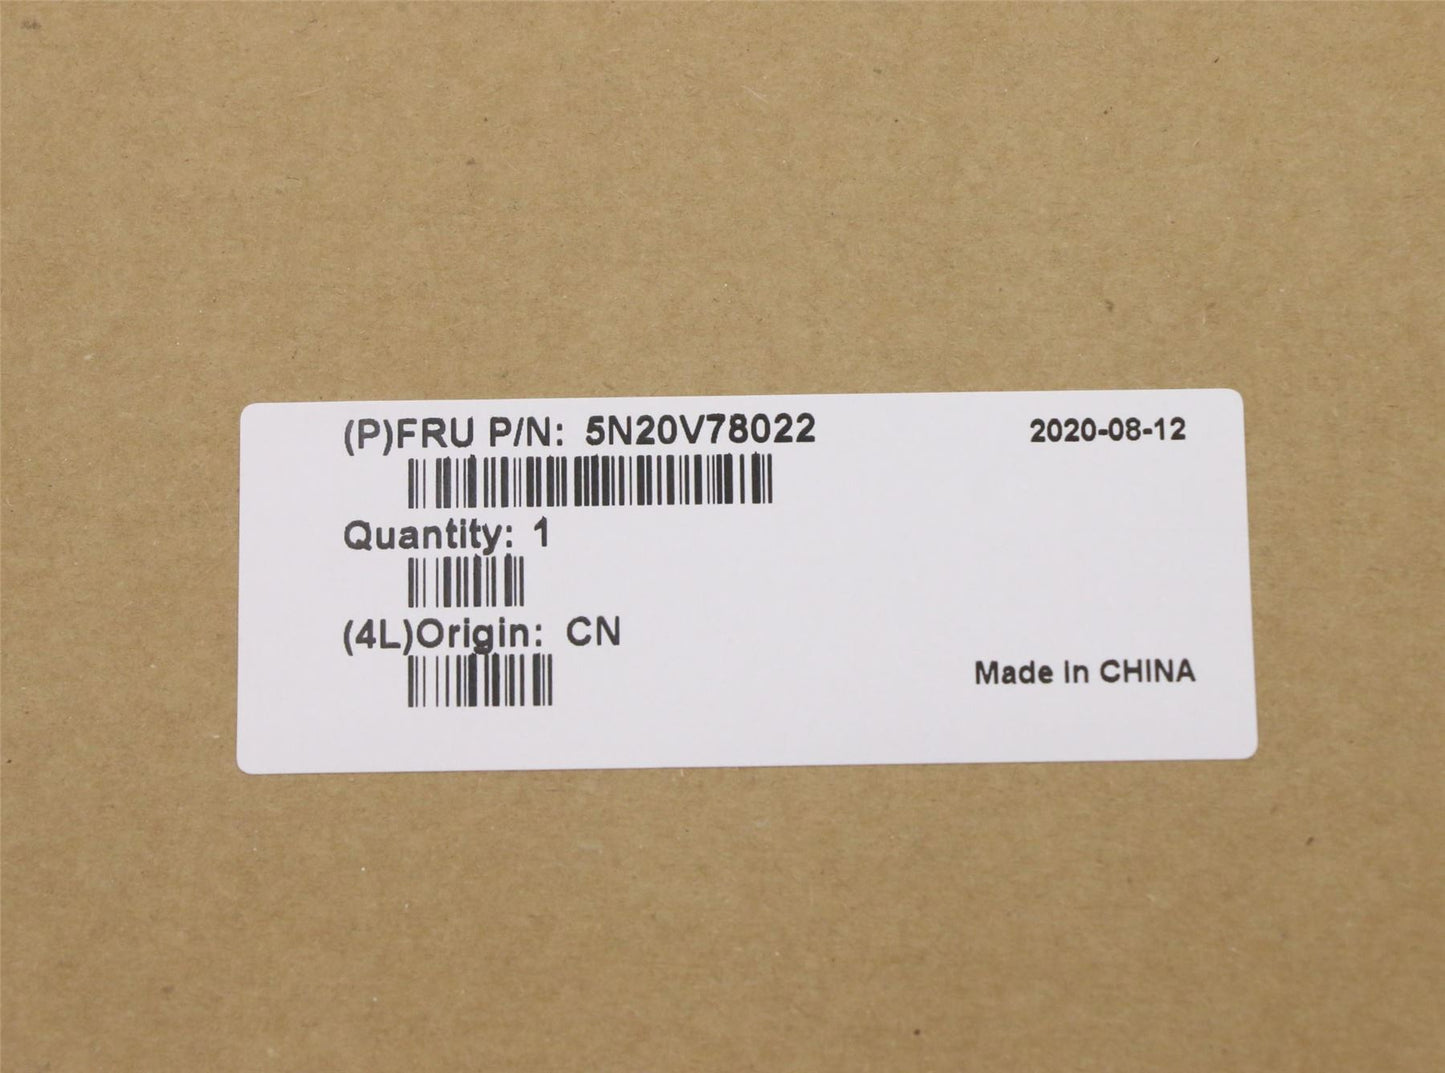 (P)FRU P/N: 5N20V78022
2020-08-12
Quantity: 1
(4L)Origin: CN
Made In CHINA